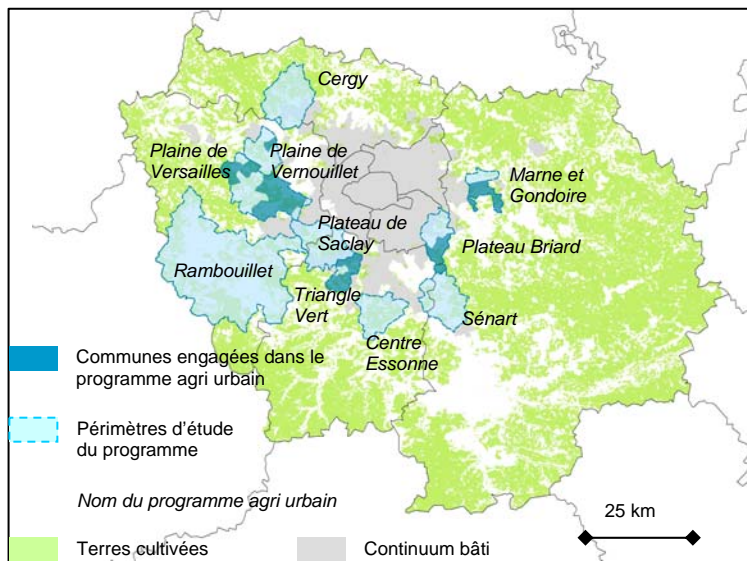 Cergy
Plaine de
Versailles
Plaine de
Vernouillet
Marne et
Gondoire
Plateau de
Saclay
Plateau Briard
Rambouillet
Triangle
Vert
Sénart
Centre
Essonne
Communes engagées dans le
programme agri urbain
Périmètres d'étude
du programme
Nom du programme agri urbain
25 km
Terres cultivées
Continuum bâti